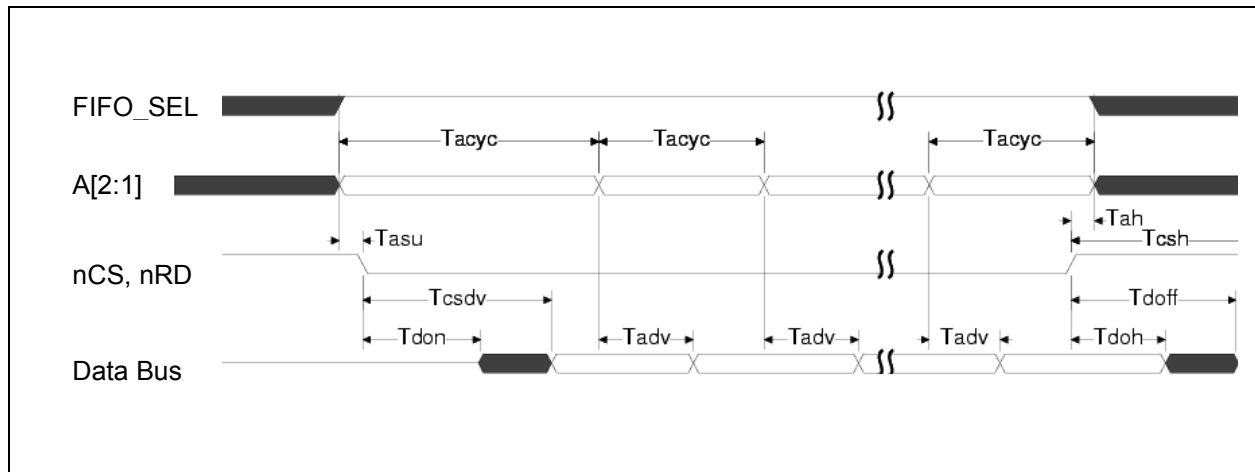 FIFO_SEL
Tacyc Tacyc Tacyc
A[2:1]
Tasu Tah
Tcsh
nCS, nRD
Tcsdv Tdoff
Tdon Tadv Tadv Tadv Tdoh
Data Bus